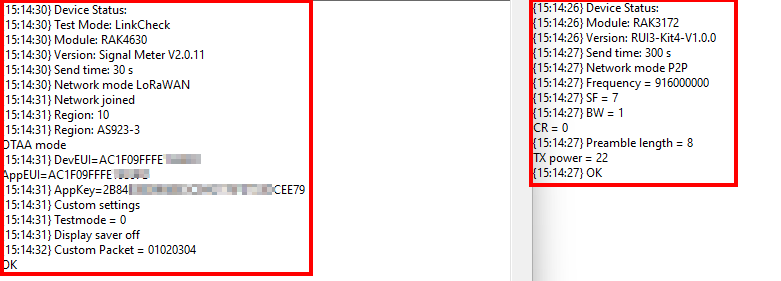 15:14:30} Device Status:
15:14:30} Test Mode: LinkCheck
15:14:30} Module: RAK4630
15:14:30} Version: Signal Meter V2.0.11
15:14:30} Send time: 30 s
15:14:30} Network mode LoRaWAN
15:14:31} Network joined
15:14:31} Region: 10
15:14:31} Region: AS923-3
OTAA mode
15:14:31} DevEUI=AC1F09FFFE
AppEUI=AC1F09FFFE
15:14:31} AppKey=2B84 CEE79
15:14:31} Custom settings
15:14:31} Testmode = 0
15:14:31} Display saver off
15:14:32} Custom Packet = 01020304
OK
{15:14:26} Device Status:
{15:14:26} Module: RAK3172
{15:14:26} Version: RUI3-Kit4-V1.0.0
{15:14:27} Send time: 300 s
{15:14:27} Network mode P2P
{15:14:27} Frequency = 916000000
{15:14:27} SF = 7
{15:14:27} BW = 1
CR = 0
{15:14:27} Preamble length = 8
TX power = 22
{15:14:27} OK